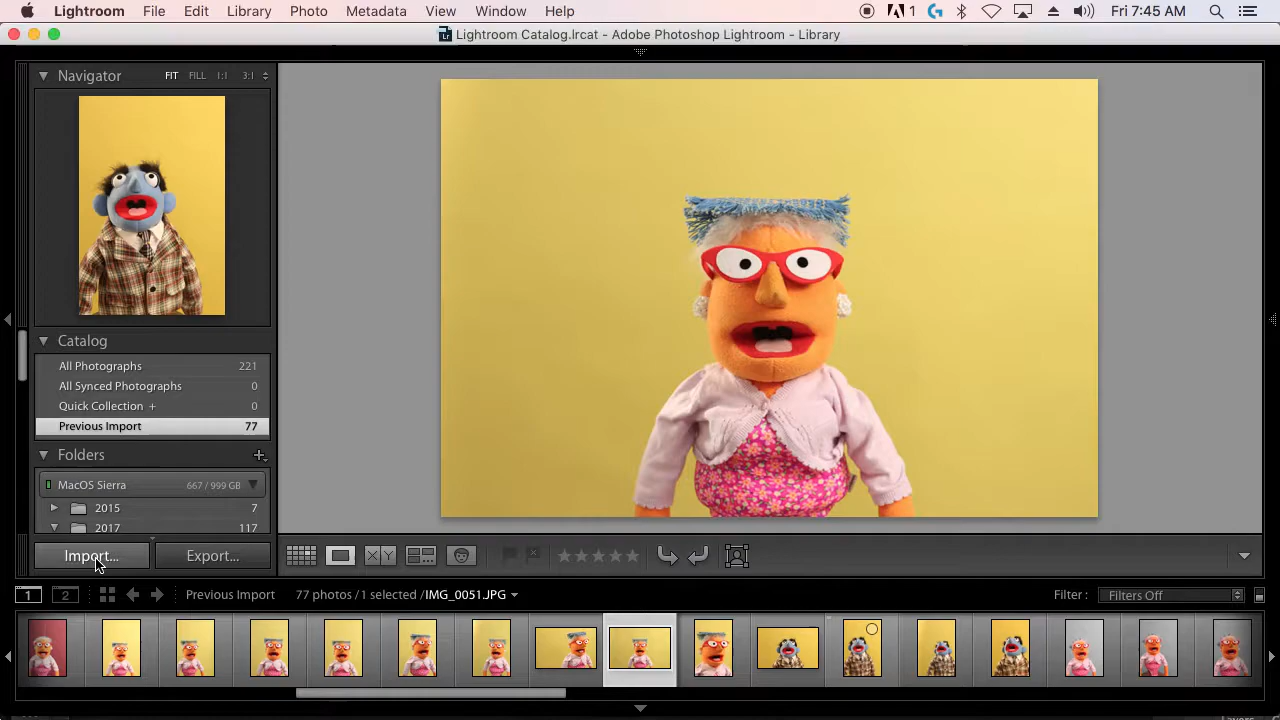 Lightroom File Edit Library Photo Metadata View Window Help 1 Fri 7:45 AM
Lr Lightroom Catalog.lrcat - Adobe Photoshop Lightroom - Library
Navigator FIT FILL 1:1 3:1
Catalog
All Photographs 221
All Synced Photographs 0
Quick Collection + 0
Previous Import 77
Folders +
MacOS Sierra 667 / 999 GB
2015 7
2017 117
Import... Export... X Y
1 2 Previous Import 77 photos / 1 selected / IMG_0051.JPG Filter : Filters Off